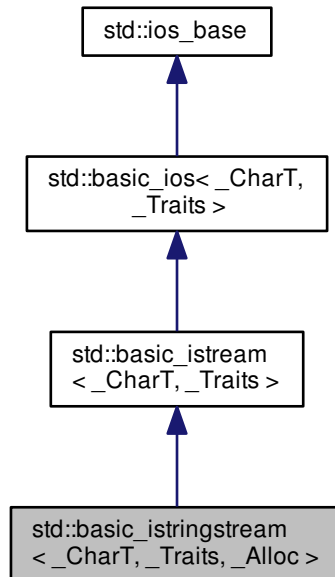 std::ios_base
std::basic_ios< _CharT,
_Traits >
std::basic_istream
< _CharT, _Traits >
std::basic_istringstream
< _CharT, _Traits, _Alloc >